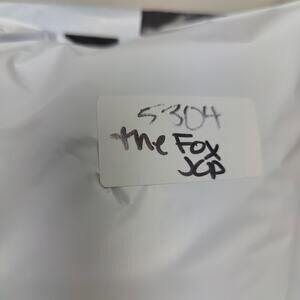 5304
the Fox
JCP